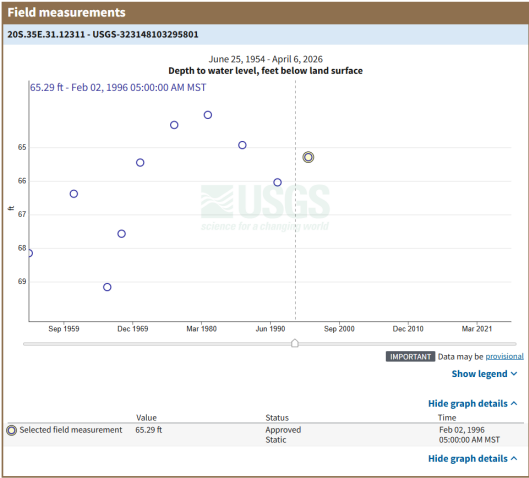 Field measurements
20S.35E.31.12311 - USGS-323148103295801
June 25, 1954 - April 6, 2026
Depth to water level, feet below land surface
65.29 ft - Feb 02, 1996 05:00:00 AM MST
65
66
67
68
69
ft
USGS
science for a changing world
Sep 1959 Dec 1969 Mar 1980 Jun 1990 Sep 2000 Dec 2010 Mar 2021
IMPORTANT Data may be provisional
Show legend
Hide graph details
Value Status Time
Selected field measurement 65.29 ft Approved Feb 02, 1996
Static 05:00:00 AM MST
Hide graph details